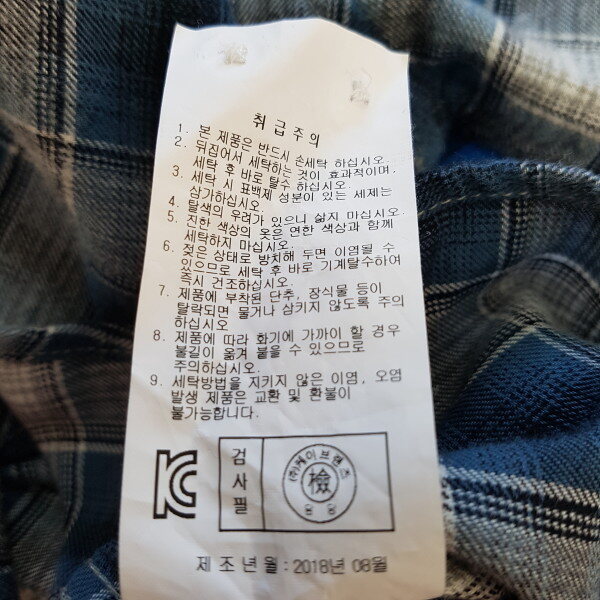 취급주의
1. 본 제품은 반드시 손세탁 하십시오.
2. 뒤집어서 세탁하는 것이 효과적이며,
세탁 후 바로 탈수 하십시오.
3. 세탁 시 표백제 성분이 있는 세제는
삼가하십시오.
4. 탈색의 우려가 있으니 삶지 마십시오.
5. 진한 색상의 옷은 연한 색상과 함께
세탁하지 마십시오.
6. 젖은 상태로 방치해 두면 이염될 수
있으므로 세탁 후 바로 기계탈수하여
즉시 건조하십시오.
7. 제품에 부착된 단추, 장식물 등이
탈락되면 물거나 삼키지 않도록 주의
하십시오
8. 제품에 따라 화기에 가까이 할 경우
불길이 옮겨 붙을 수 있으므로
주의하십시오.
9. 세탁방법을 지키지 않은 이염, 오염
발생 제품은 교환 및 환불이
불가능합니다.
검사필
(주)케이브랜즈
檢
제조년월:2018년 08월